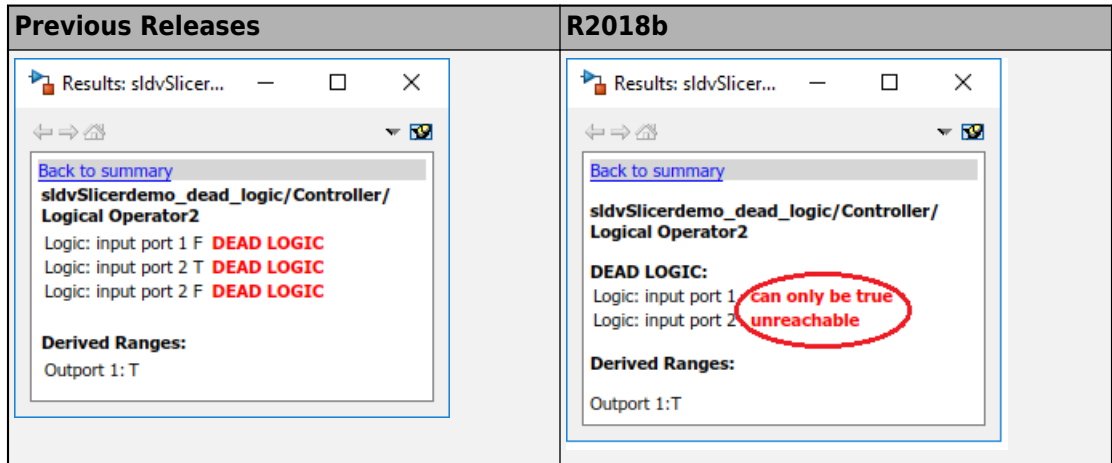 Previous Releases
R2018b
Results: sldvSlicer...
Back to summary
sldvSlicerdemo_dead_logic/Controller/
Logical Operator2
Logic: input port 1 F DEAD LOGIC
Logic: input port 2 T DEAD LOGIC
Logic: input port 2 F DEAD LOGIC
Derived Ranges:
Outport 1: T
Results: sldvSlicer...
Back to summary
sldvSlicerdemo_dead_logic/Controller/
Logical Operator2
DEAD LOGIC:
Logic: input port 1 can only be true
Logic: input port 2 unreachable
Derived Ranges:
Outport 1:T